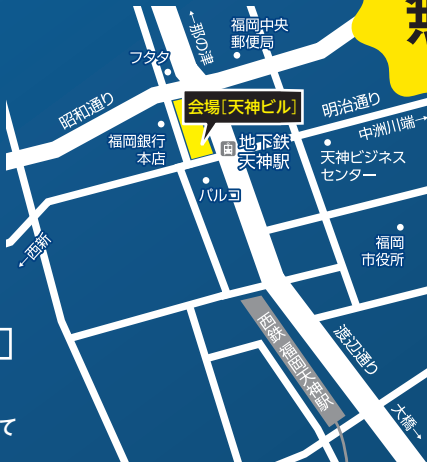 ←那の津
福岡中央
郵便局
フタタ
昭和通り
会場[天神ビル]
明治通り
中洲川端→
福岡銀行
本店
地下鉄
天神駅
天神ビジネス
センター
パルコ
←西新
福岡
市役所
西鉄 福岡天神駅
渡辺通り
大橋→
て